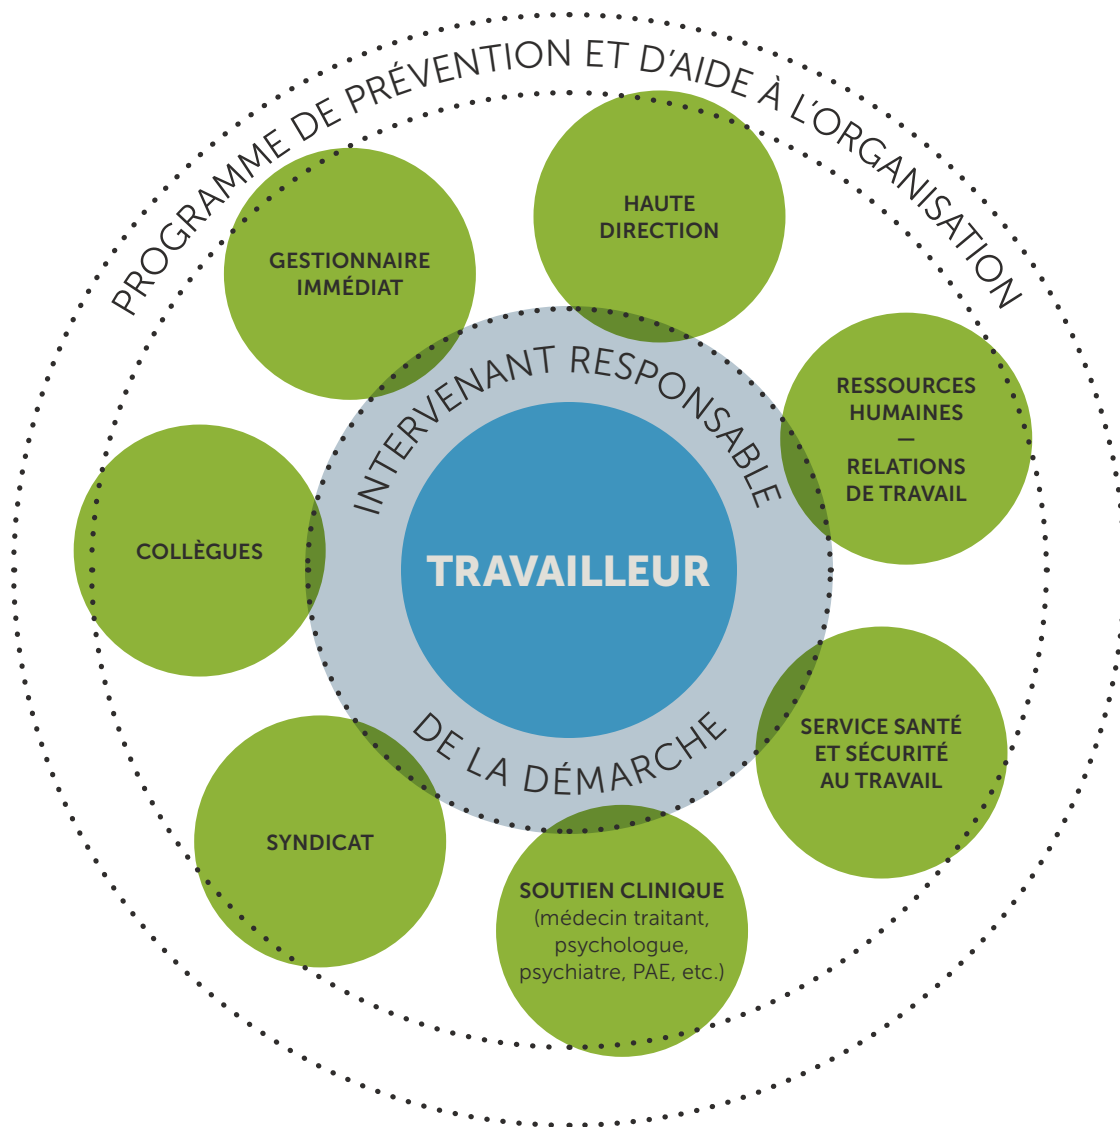 PROGRAMME DE PRÉVENTION ET D'AIDE À L'ORGANISATION
HAUTE
DIRECTION
GESTIONNAIRE
IMMÉDIAT
INTERVENANT RESPONSABLE
RESSOURCES
HUMAINES
—
RELATIONS
DE TRAVAIL
COLLÈGUES
TRAVAILLEUR
DE LA DÉMARCHE
SERVICE SANTÉ
ET SÉCURITÉ
AU TRAVAIL
SYNDICAT
SOUTIEN CLINIQUE
(médecin traitant,
psychologue,
psychiatre, PAE, etc.)